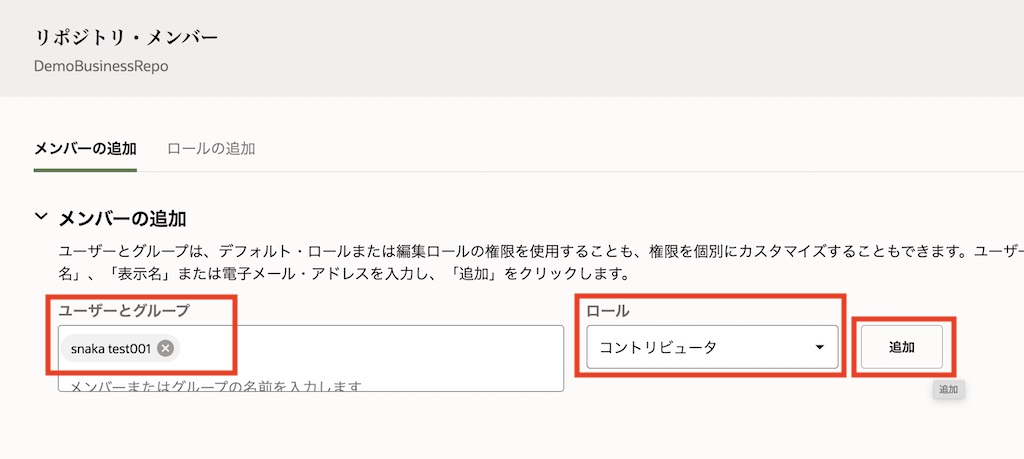 リポジトリ・メンバー
DemoBusinessRepo
メンバーの追加
ロールの追加
メンバーの追加
ユーザーとグループは、デフォルト・ロールまたは編集ロールの権限を使用することも、権限を個別にカスタマイズすることもできます。ユーザー
名」、「表示名」または電子メール・アドレスを入力し、「追加」をクリックします。
ユーザーとグループ
ロール
snaka test001
コントリビュータ
追加
メンバーまたはグループの名前を入力します
追加